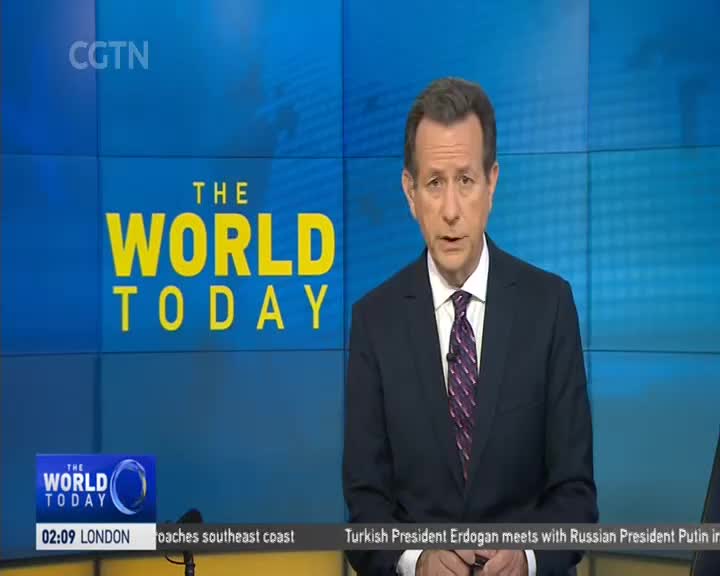 CGTN
THE
WORLD
TODAY
THE
WORLD
TODAY
02:09 LONDON
roaches southeast coast Turkish President Erdogan meets with Russian President Putin in